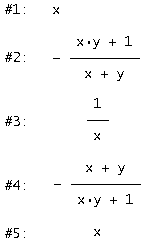 #1: x
#2: - (x·y + 1)/(x + y)
#3: 1/x
#4: - (x + y)/(x·y + 1)
#5: x